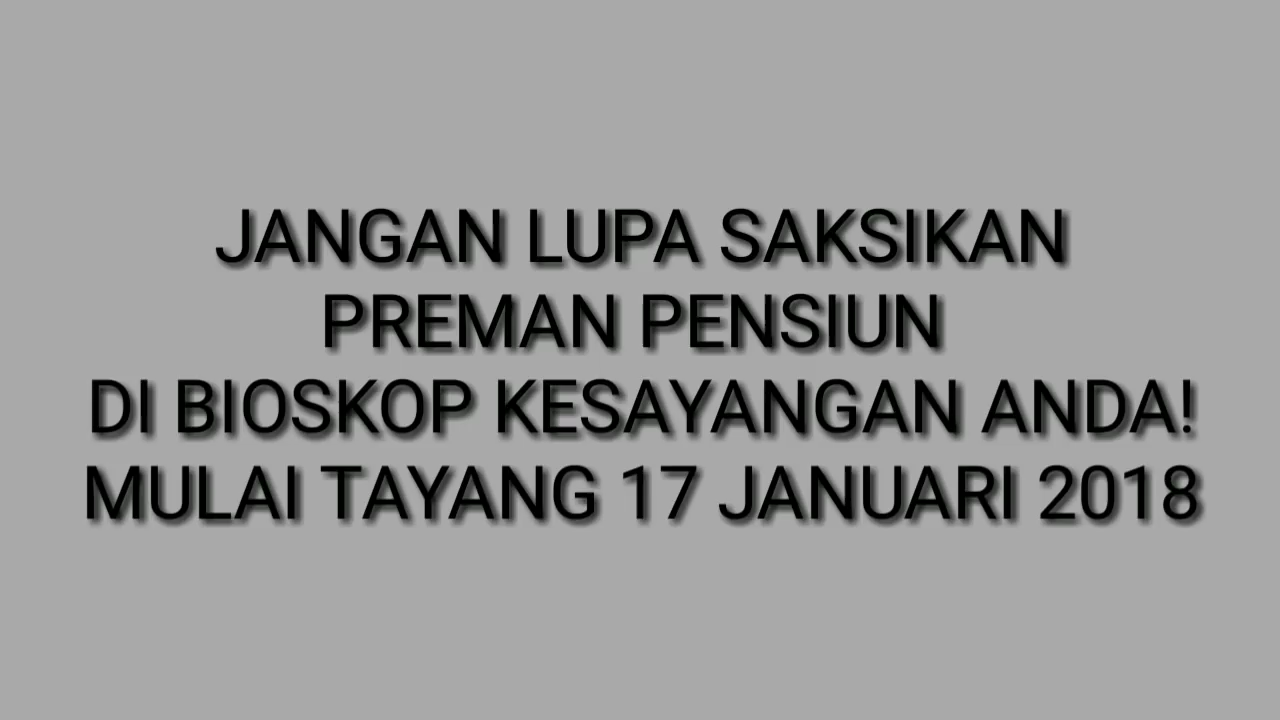 JANGAN LUPA SAKSIKAN
PREMAN PENSIUN
DI BIOSKOP KESAYANGAN ANDA!
MULAI TAYANG 17 JANUARI 2018